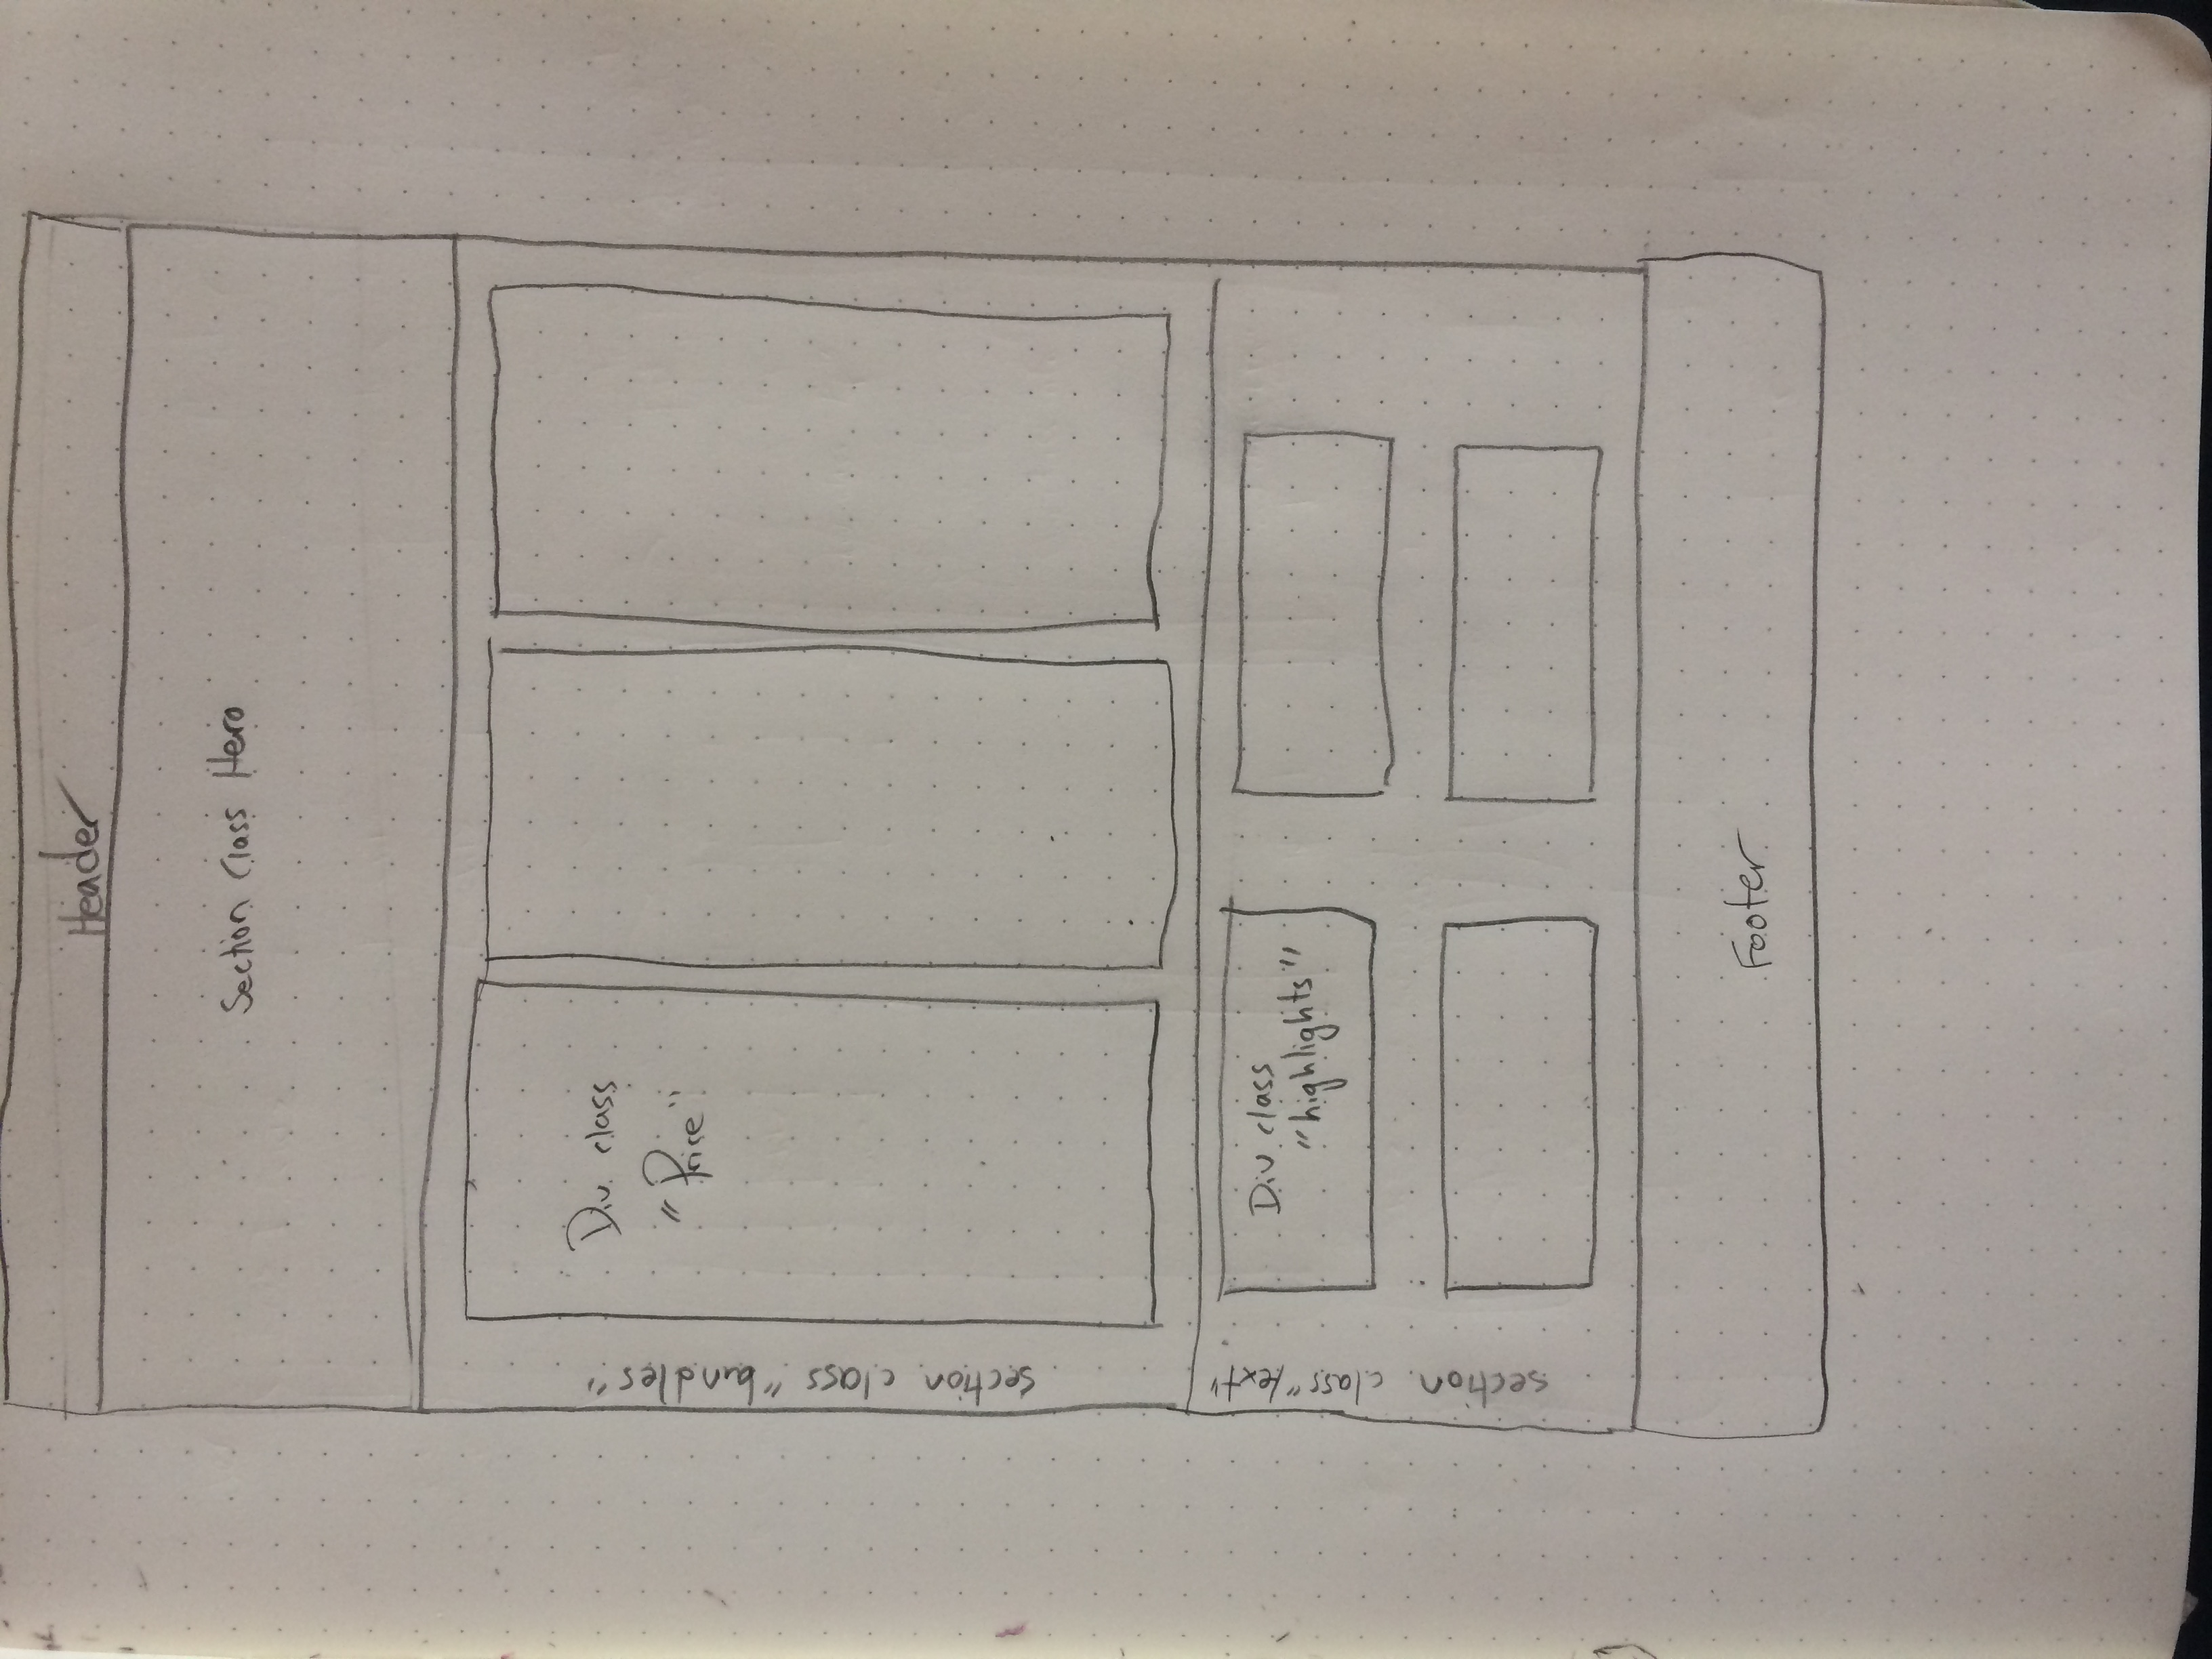 Header
Section Class Hero
section class "bundles"
Div class
"Price"
section class "text"
Div class
"highlights"
Footer